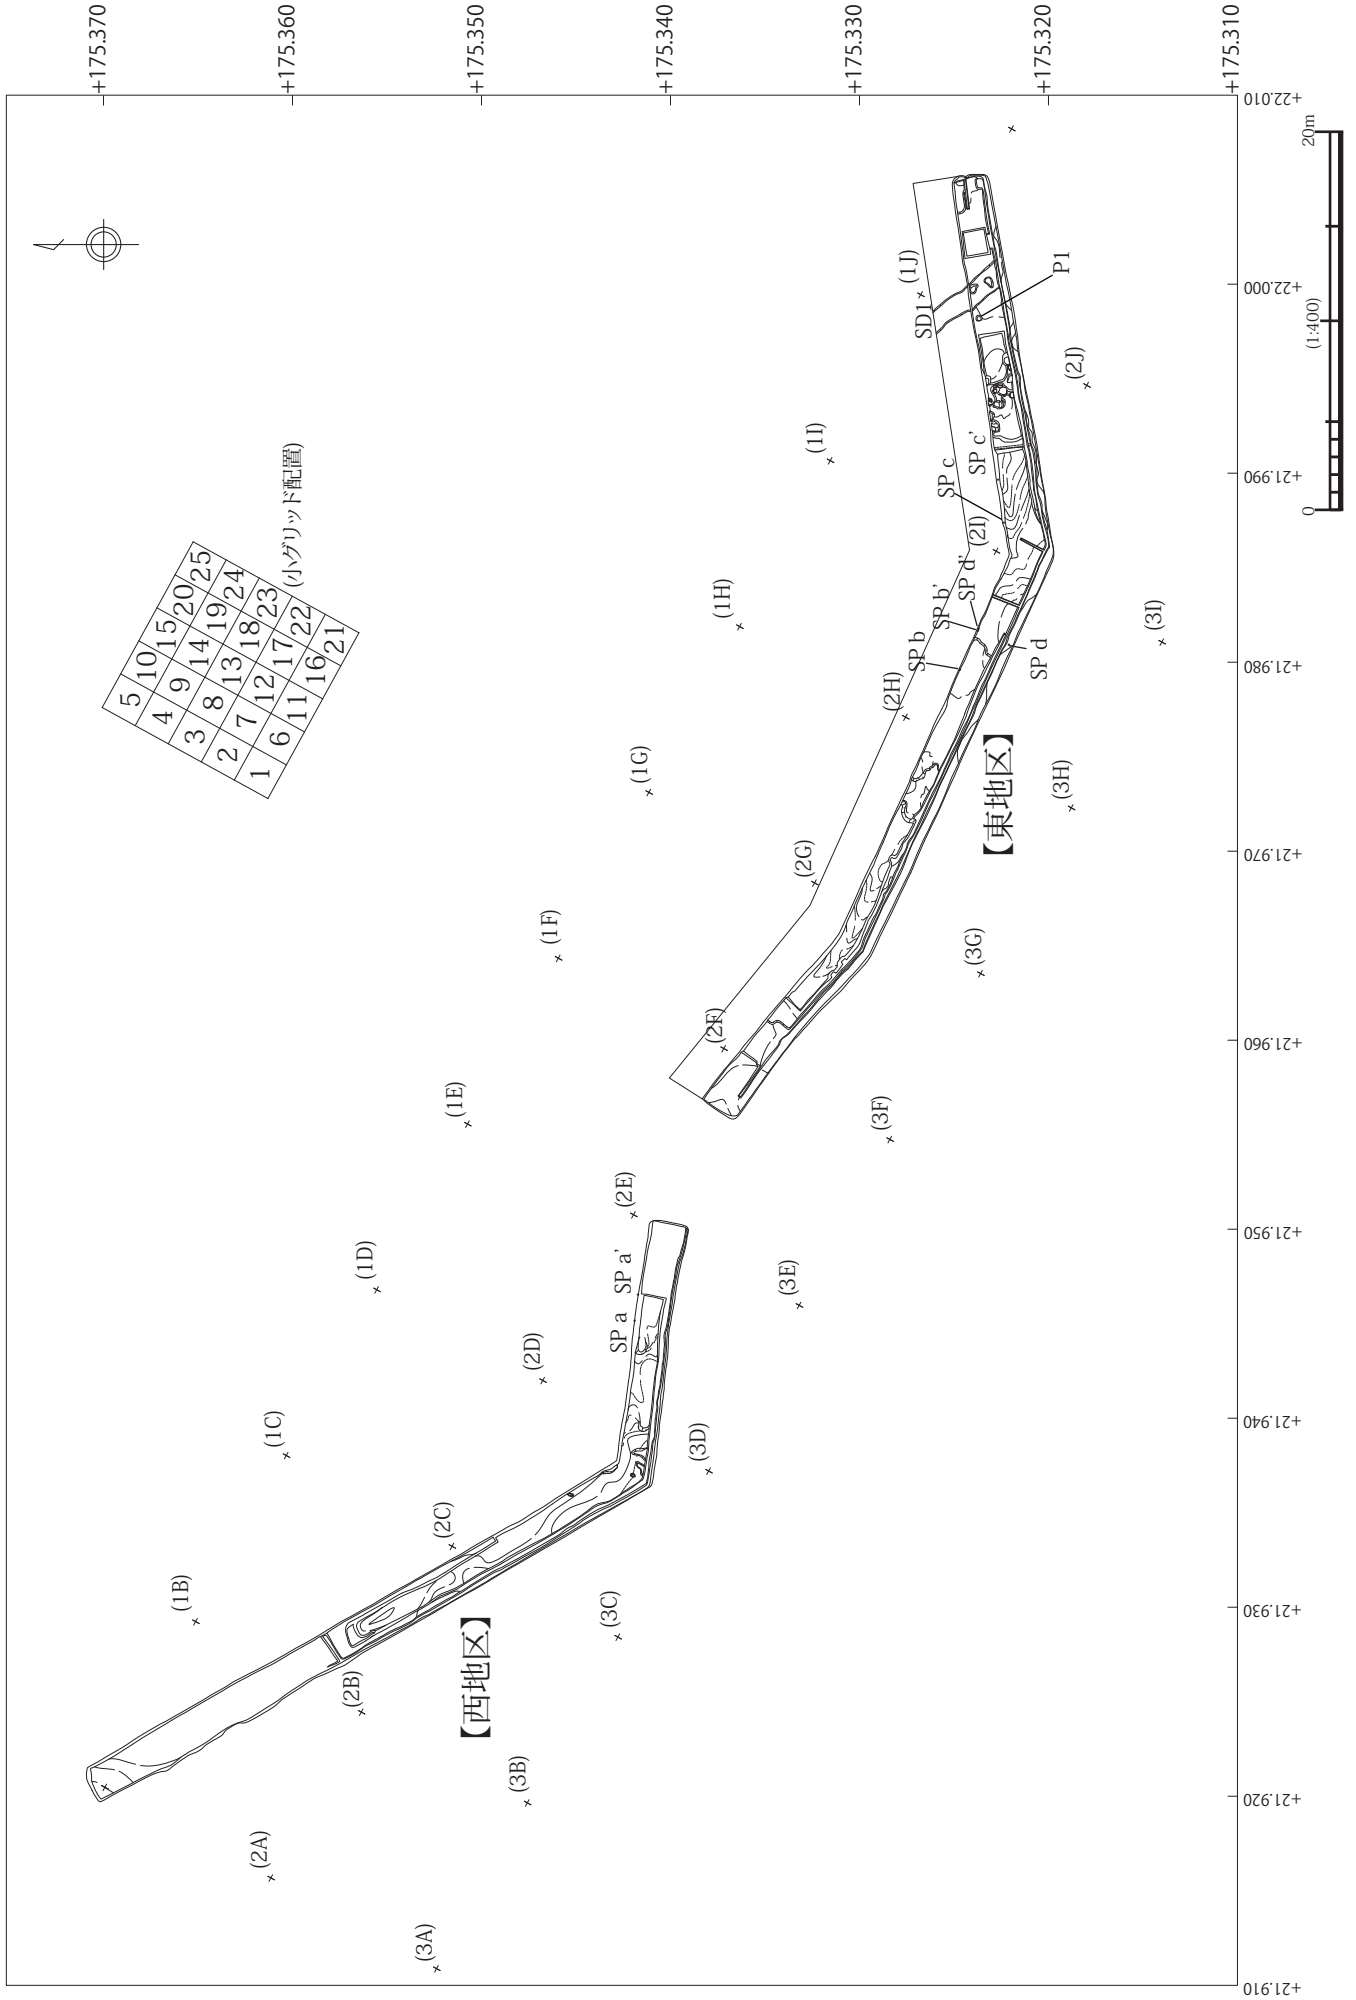 +175.370
+175.360
+175.350
+175.340
+175.330
+175.320
+175.310
+22.010
+22.000
+21.990
+21.980
+21.970
+21.960
+21.950
+21.940
+21.930
+21.920
+21.910
5 10 15 20 25
4 9 14 19 24
3 8 13 18 23
2 7 12 17 22
1 6 11 16 21
(小グリッド配置)
(1B)
(1C)
(1D)
(1E)
(1F)
(1G)
(1H)
(1I)
(1J)
(2A)
(2B)
(2C)
(2D)
(2E)
(2F)
(2G)
(2H)
(2I)
(2J)
(3A)
(3B)
(3C)
(3D)
(3E)
(3F)
(3G)
(3H)
(3I)
【西地区】
【東地区】
SP a
SP a'
SP b
SP b'
SP c
SP c'
SP d
SP d'
SD1
P1
0
(1:400)
20m